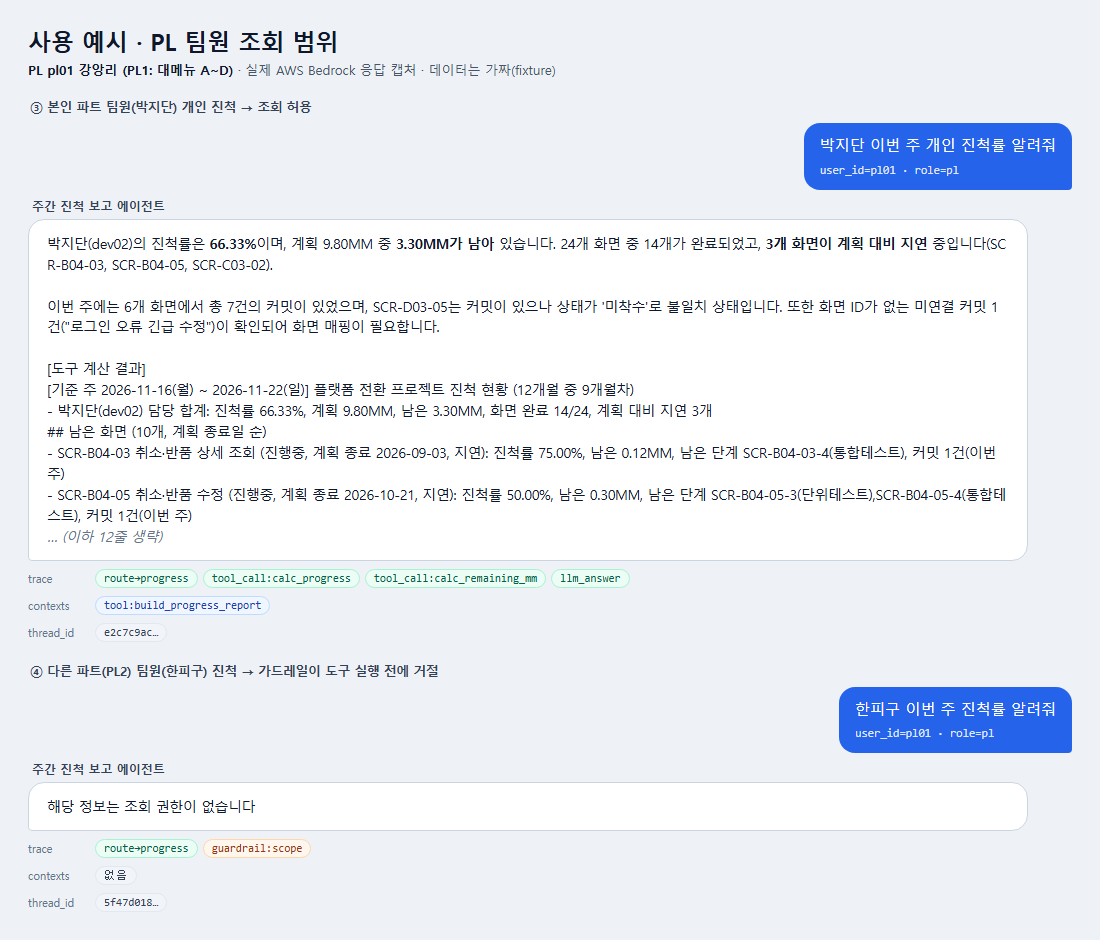 사용 예시 · PL 팀원 조회 범위
PL pl01 강앙리 (PL1: 대메뉴 A~D) · 실제 AWS Bedrock 응답 캡처 · 데이터는 가짜(fixture)
③ 본인 파트 팀원(박지단) 개인 진척 → 조회 허용
박지단 이번 주 개인 진척률 알려줘
user_id=pl01 · role=pl
주간 진척 보고 에이전트
박지단(dev02)의 진척률은 66.33%이며, 계획 9.80MM 중 3.30MM가 남아 있습니다. 24개 화면 중 14개가 완료되었고, 3개 화면이 계획 대비 지연 중입니다(SC
R-B04-03, SCR-B04-05, SCR-C03-02).
이번 주에는 6개 화면에서 총 7건의 커밋이 있었으며, SCR-D03-05는 커밋이 있으나 상태가 '미착수'로 불일치 상태입니다. 또한 화면 ID가 없는 미연결 커밋 1
건("로그인 오류 긴급 수정")이 확인되어 화면 매핑이 필요합니다.
[도구 계산 결과]
[기준 주 2026-11-16(월) ~ 2026-11-22(일)] 플랫폼 전환 프로젝트 진척 현황 (12개월 중 9개월차)
- 박지단(dev02) 담당 합계: 진척률 66.33%, 계획 9.80MM, 남은 3.30MM, 화면 완료 14/24, 계획 대비 지연 3개
## 남은 화면 (10개, 계획 종료일 순)
- SCR-B04-03 취소·반품 상세 조회 (진행중, 계획 종료 2026-09-03, 지연): 진척률 75.00%, 남은 0.12MM, 남은 단계 SCR-B04-03-4(통합테스트), 커밋 1건(이번
주)
- SCR-B04-05 취소·반품 수정 (진행중, 계획 종료 2026-10-21, 지연): 진척률 50.00%, 남은 0.30MM, 남은 단계 SCR-B04-05-3(단위테스트),SCR-B04-05-4(통합테
스트), 커밋 1건(이번 주)
... (이하 12줄 생략)
trace route→progress tool_call:calc_progress tool_call:calc_remaining_mm llm_answer
contexts tool:build_progress_report
thread_id e2c7c9ac…
④ 다른 파트(PL2) 팀원(한피구) 진척 → 가드레일이 도구 실행 전에 거절
한피구 이번 주 진척률 알려줘
user_id=pl01 · role=pl
주간 진척 보고 에이전트
해당 정보는 조회 권한이 없습니다
trace route→progress guardrail:scope
contexts 없음
thread_id 5f47d018…